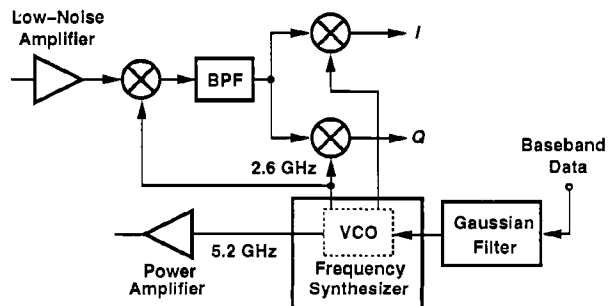 Low–Noise
Amplifier
BPF
I
Q
2.6 GHz
Baseband
Data
VCO
Gaussian
Filter
5.2 GHz
Power
Amplifier
Frequency
Synthesizer